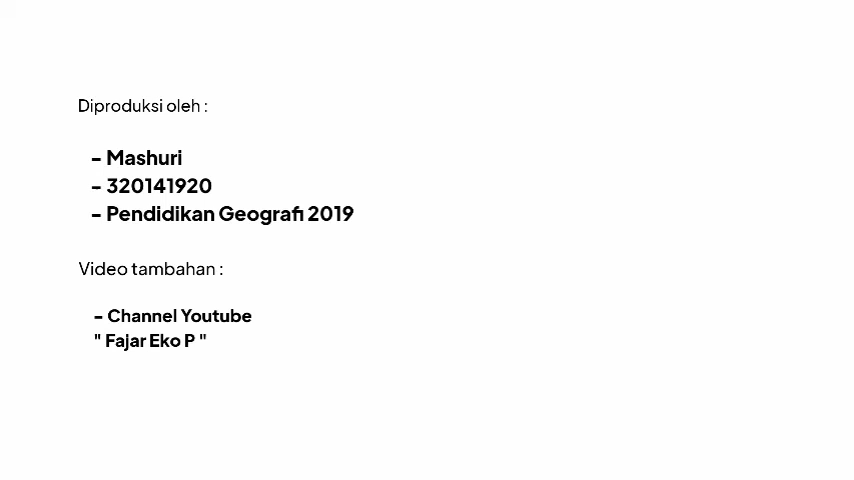 Diproduksi oleh :
- Mashuri
- 320141920
- Pendidikan Geografi 2019
Video tambahan :
- Channel Youtube
" Fajar Eko P "